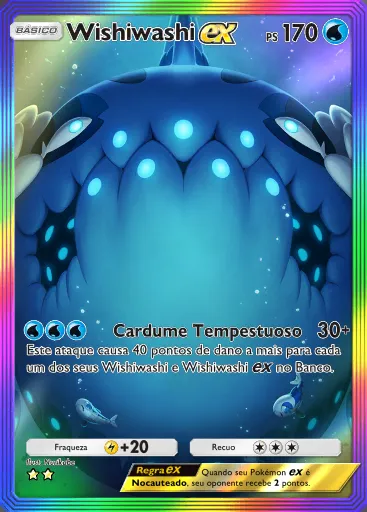 BÁSICO Wishiwashi ex PS 170
Cardume Tempestuoso 30+
Este ataque causa 40 pontos de dano a mais para cada
um dos seus Wishiwashi e Wishiwashi ex no Banco.
Fraqueza +20 Recuo
Regra ex Quando seu Pokémon ex é
Nocauteado, seu oponente recebe 2 pontos.